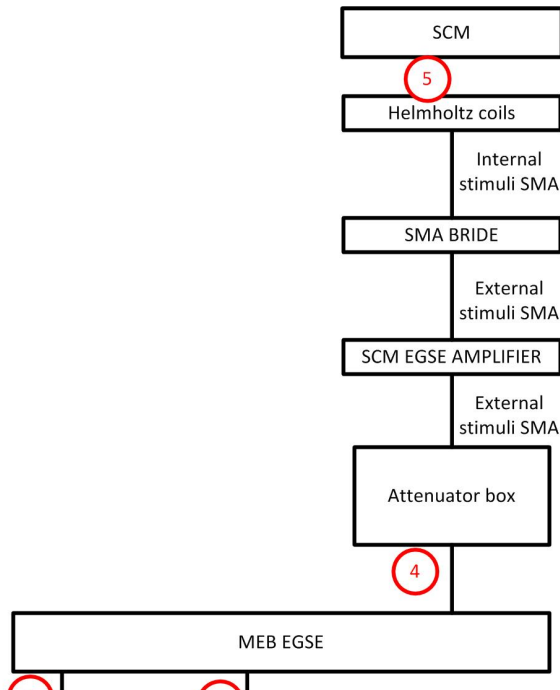 SCM
5
Helmholtz coils
Internal
stimuli SMA
SMA BRIDE
External
stimuli SMA
SCM EGSE AMPLIFIER
External
stimuli SMA
Attenuator box
4
MEB EGSE